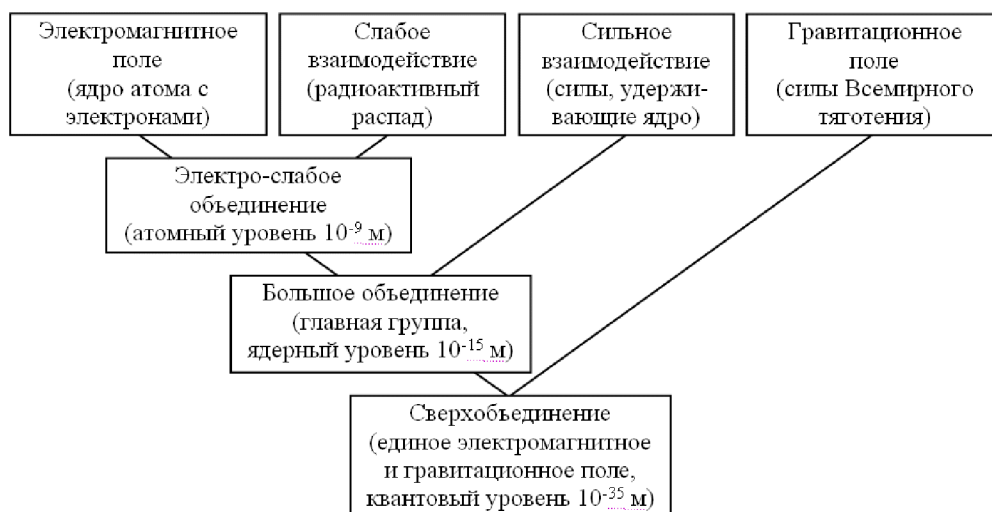 Электромагнитное
поле
(ядро атома с
электронами)
Слабое
взаимодействие
(радиоактивный
распад)
Сильное
взаимодействие
(силы, удержи-
вающие ядро)
Гравитационное
поле
(силы Всемирного
тяготения)
Электро-слабое
объединение
(атомный уровень 10⁻⁹ м)
Большое объединение
(главная группа,
ядерный уровень 10⁻¹⁵ м)
Сверхобъединение
(единое электромагнитное
и гравитационное поле,
квантовый уровень 10⁻³⁵ м)